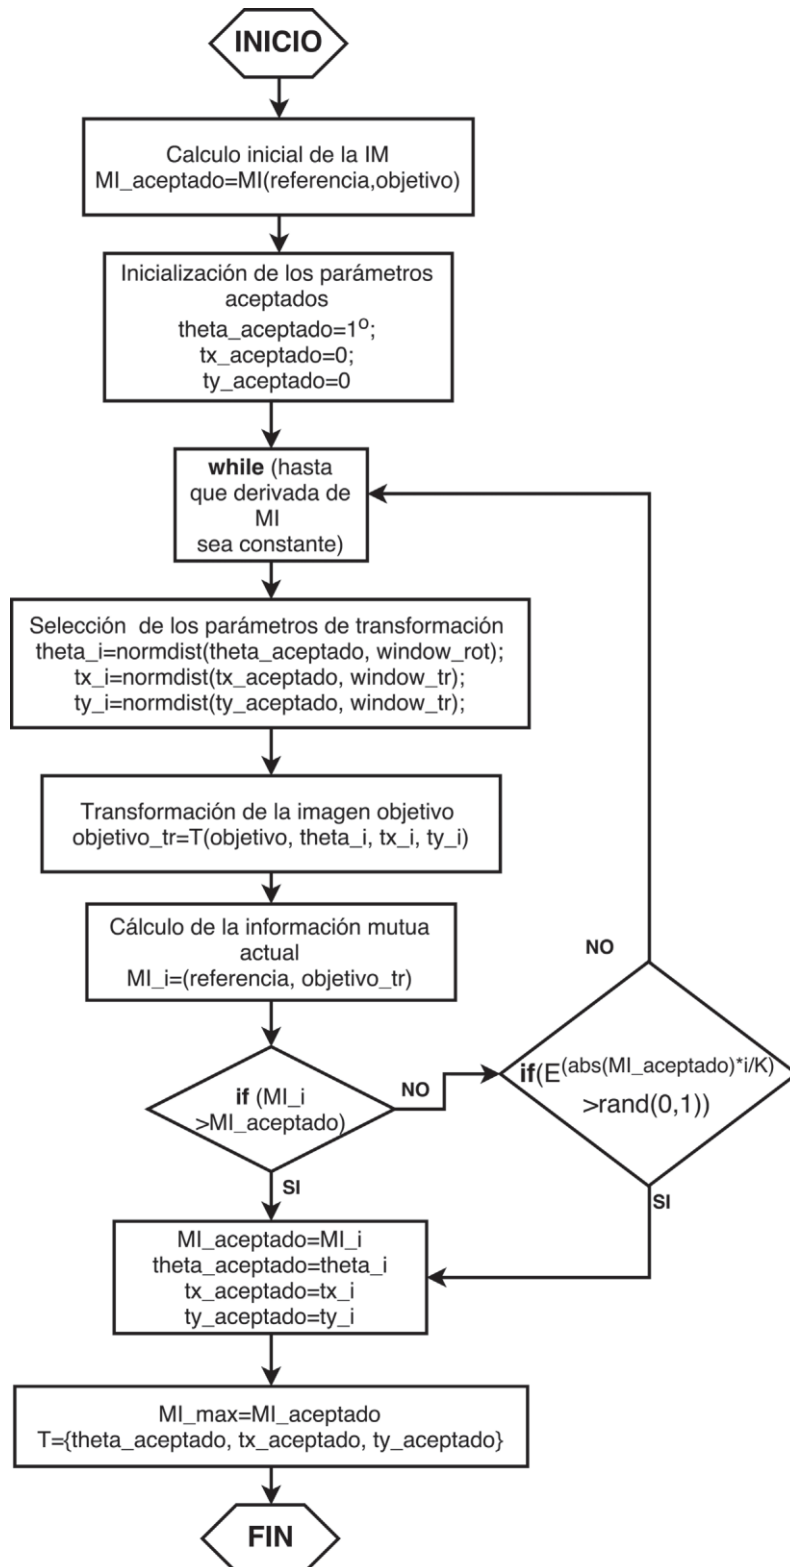 INICIO
Calculo inicial de la IM
MI_aceptado=MI(referencia,objetivo)
Inicialización de los parámetros
aceptados
theta_aceptado=1º;
tx_aceptado=0;
ty_aceptado=0
while (hasta
que derivada de
MI
sea constante)
Selección de los parámetros de transformación
theta_i=normdist(theta_aceptado, window_rot);
tx_i=normdist(tx_aceptado, window_tr);
ty_i=normdist(ty_aceptado, window_tr);
Transformación de la imagen objetivo
objetivo_tr=T(objetivo, theta_i, tx_i, ty_i)
Cálculo de la información mutua
actual
MI_i=(referencia, objetivo_tr)
if (MI_i
>MI_aceptado)
NO
SI
if(E^(abs(MI_aceptado)*i/K)
>rand(0,1))
NO
SI
MI_aceptado=MI_i
theta_aceptado=theta_i
tx_aceptado=tx_i
ty_aceptado=ty_i
MI_max=MI_aceptado
T={theta_aceptado, tx_aceptado, ty_aceptado}
FIN